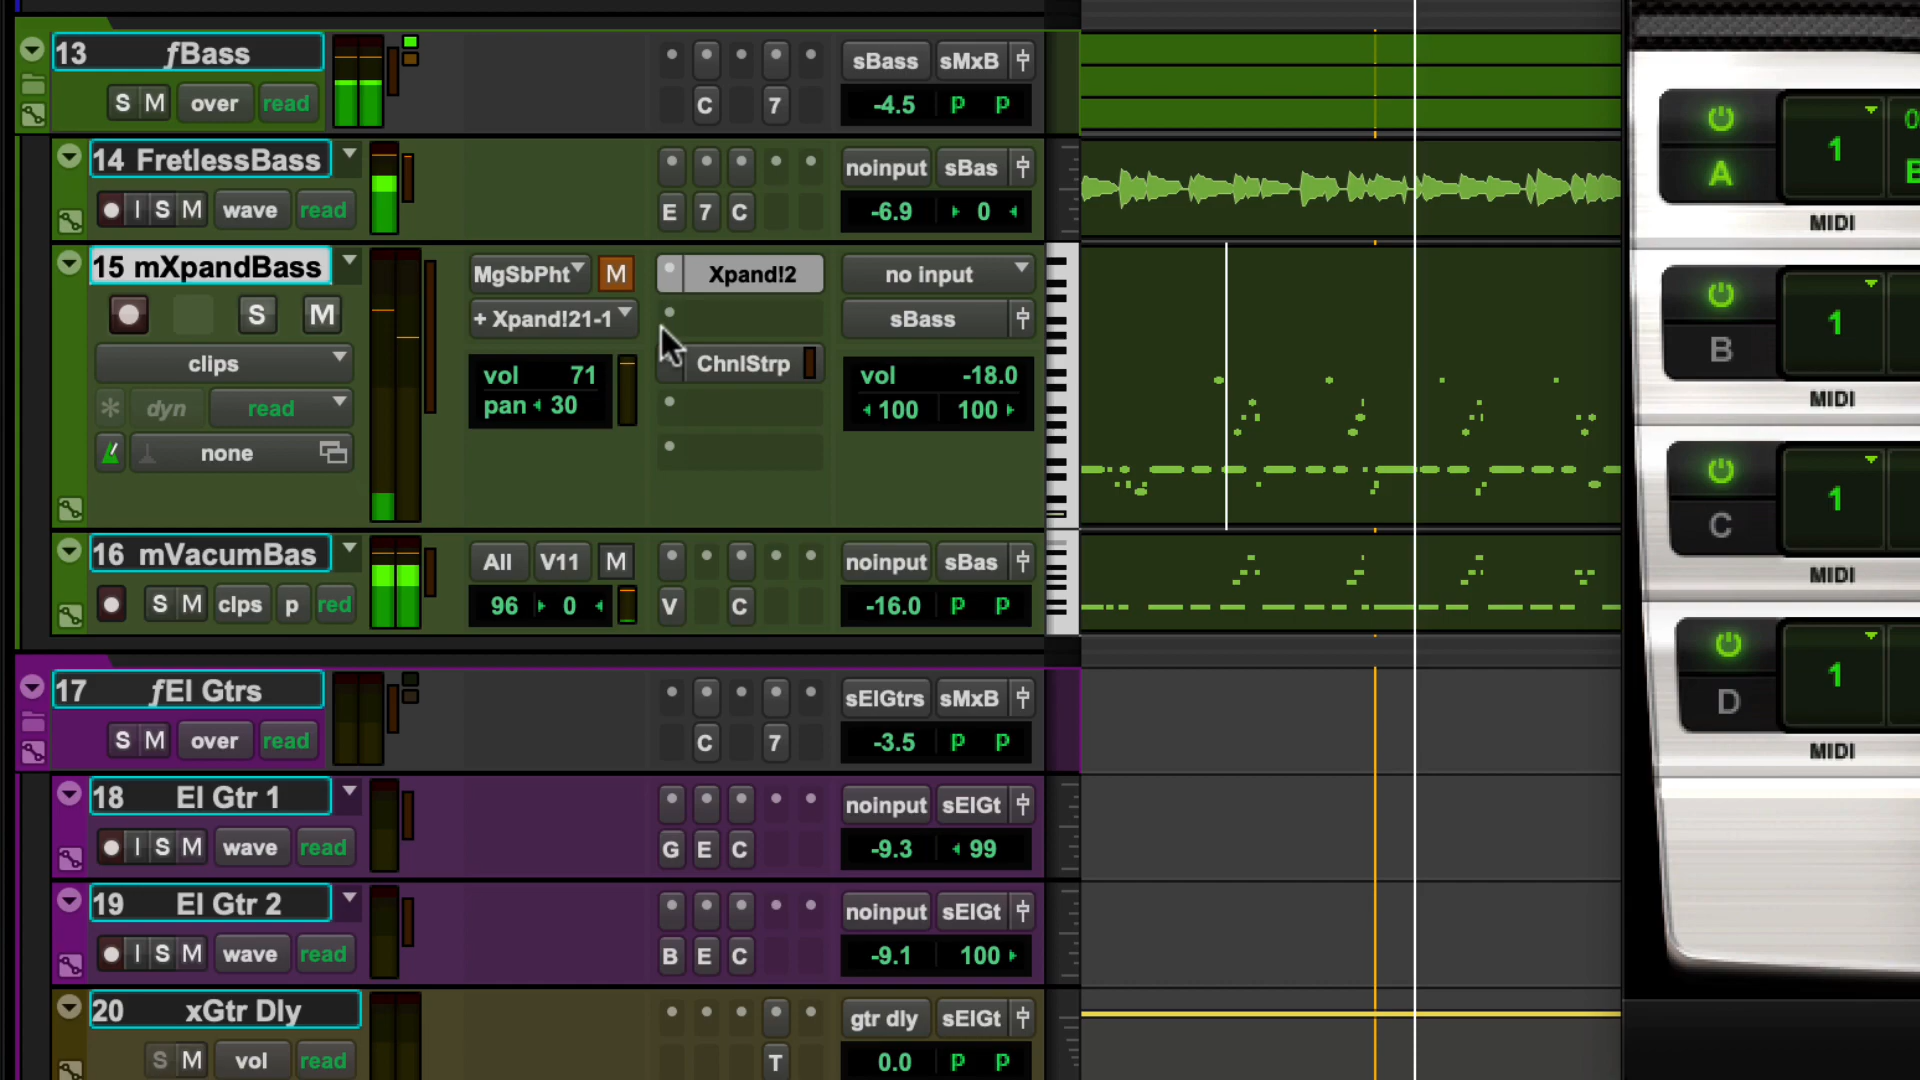 13 ƒBass
S M over read
C 7
sBass sMxB
-4.5 p p
14 FretlessBass
I S M wave read
E 7 C
noinput sBas
-6.9 0
15 mXpandBass
S M
clips
* dyn read
none
MgSbPht M
+ Xpand!21-1
vol 71
pan 30
Xpand!2
ChnlStrp
no input
sBass
vol -18.0
100 100
16 mVacumBas
S M clps p red
All V11 M
96 0
V C
noinput sBas
-16.0 p p
17 ƒEl Gtrs
S M over read
C 7
sElGtrs sMxB
-3.5 p p
18 El Gtr 1
I S M wave read
G E C
noinput sElGt
-9.3 99
19 El Gtr 2
I S M wave read
B E C
noinput sElGt
-9.1 100
20 xGtr Dly
S M vol read
T
gtr dly sElGt
0.0 p p
A 1
MIDI
B 1
MIDI
C 1
MIDI
D 1
MIDI